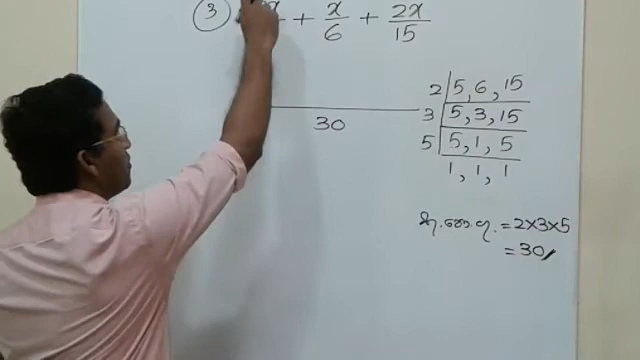 ③ x/ + x/6 + 2x/15
30
2 | 5, 6, 15
3 | 5, 3, 15
5 | 5, 1, 5
1, 1, 1
= 2×3×5
= 30